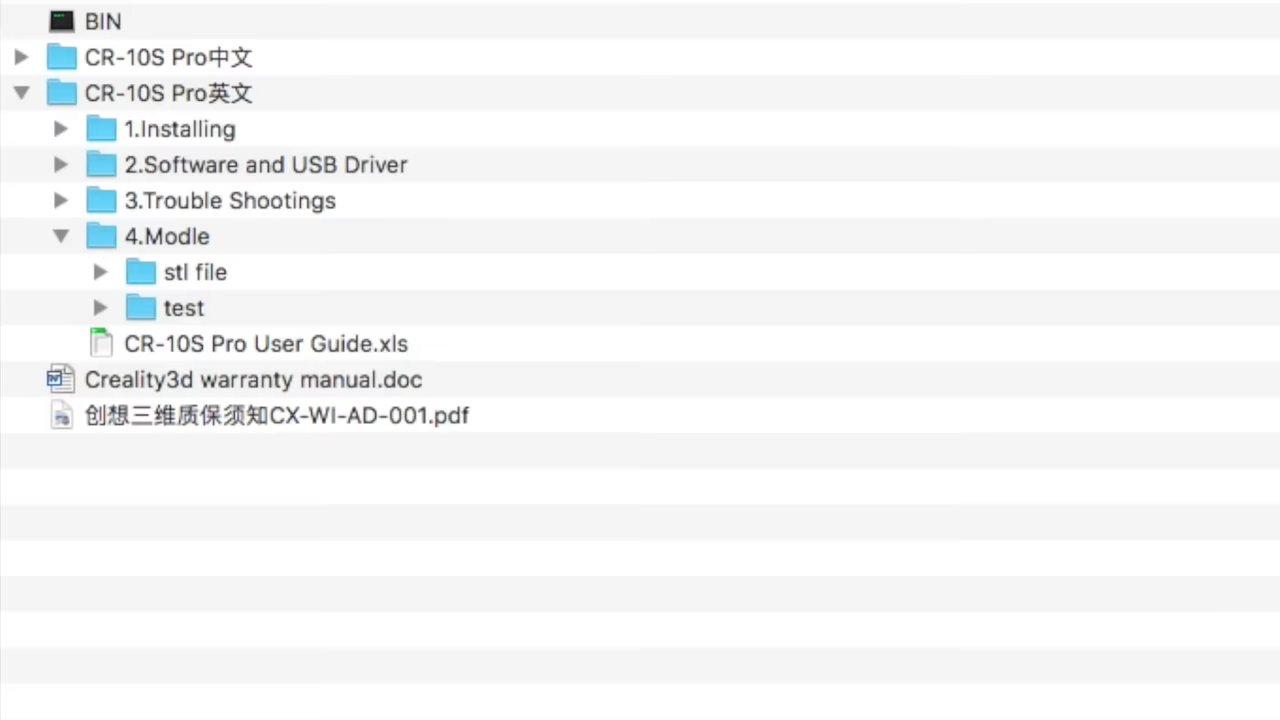 BIN
CR-10S Pro中文
CR-10S Pro英文
1.Installing
2.Software and USB Driver
3.Trouble Shootings
4.Modle
stl file
test
CR-10S Pro User Guide.xls
Creality3d warranty manual.doc
创想三维质保须知CX-WI-AD-001.pdf